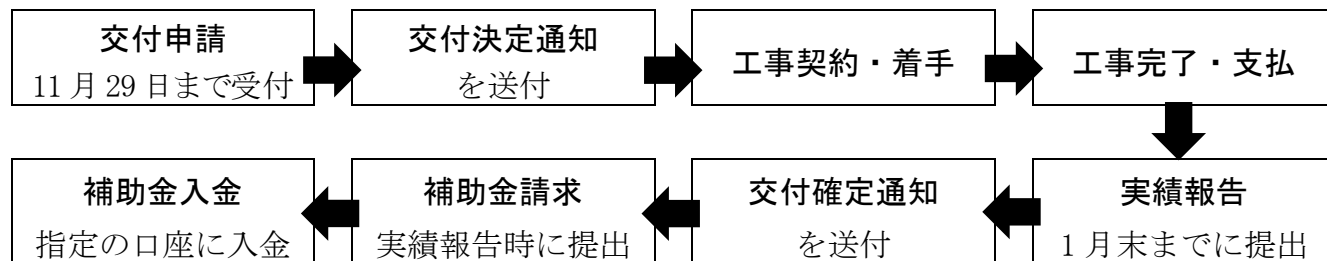 交付申請
11月29日まで受付
交付決定通知
を送付
工事契約・着手
工事完了・支払
実績報告
1月末までに提出
交付確定通知
を送付
補助金請求
実績報告時に提出
補助金入金
指定の口座に入金